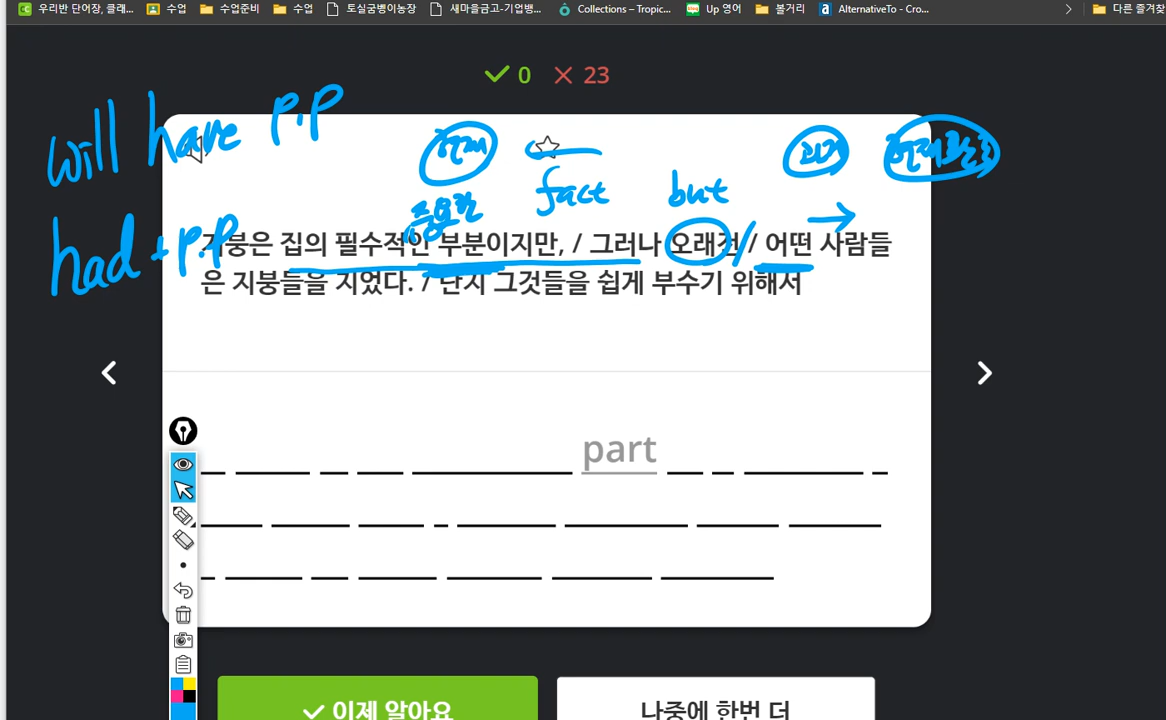 우리반 단어장, 클래... 수업 수업준비 수업 토실굼벵이농장 새마을금고-기업뱅... Collections – Tropic... Up 영어 볼거리 AlternativeTo - Cro... 다른 즐겨찾
0 23
will have p.p
현재 과거 현재완료
fact but
중요한
had + p.p
지붕은 집의 필수적인 부분이지만, / 그러나 오래전 / 어떤 사람들
은 지붕들을 지었다. / 단지 그것들을 쉽게 부수기 위해서
part
이제 알아요 나중에 한번 더